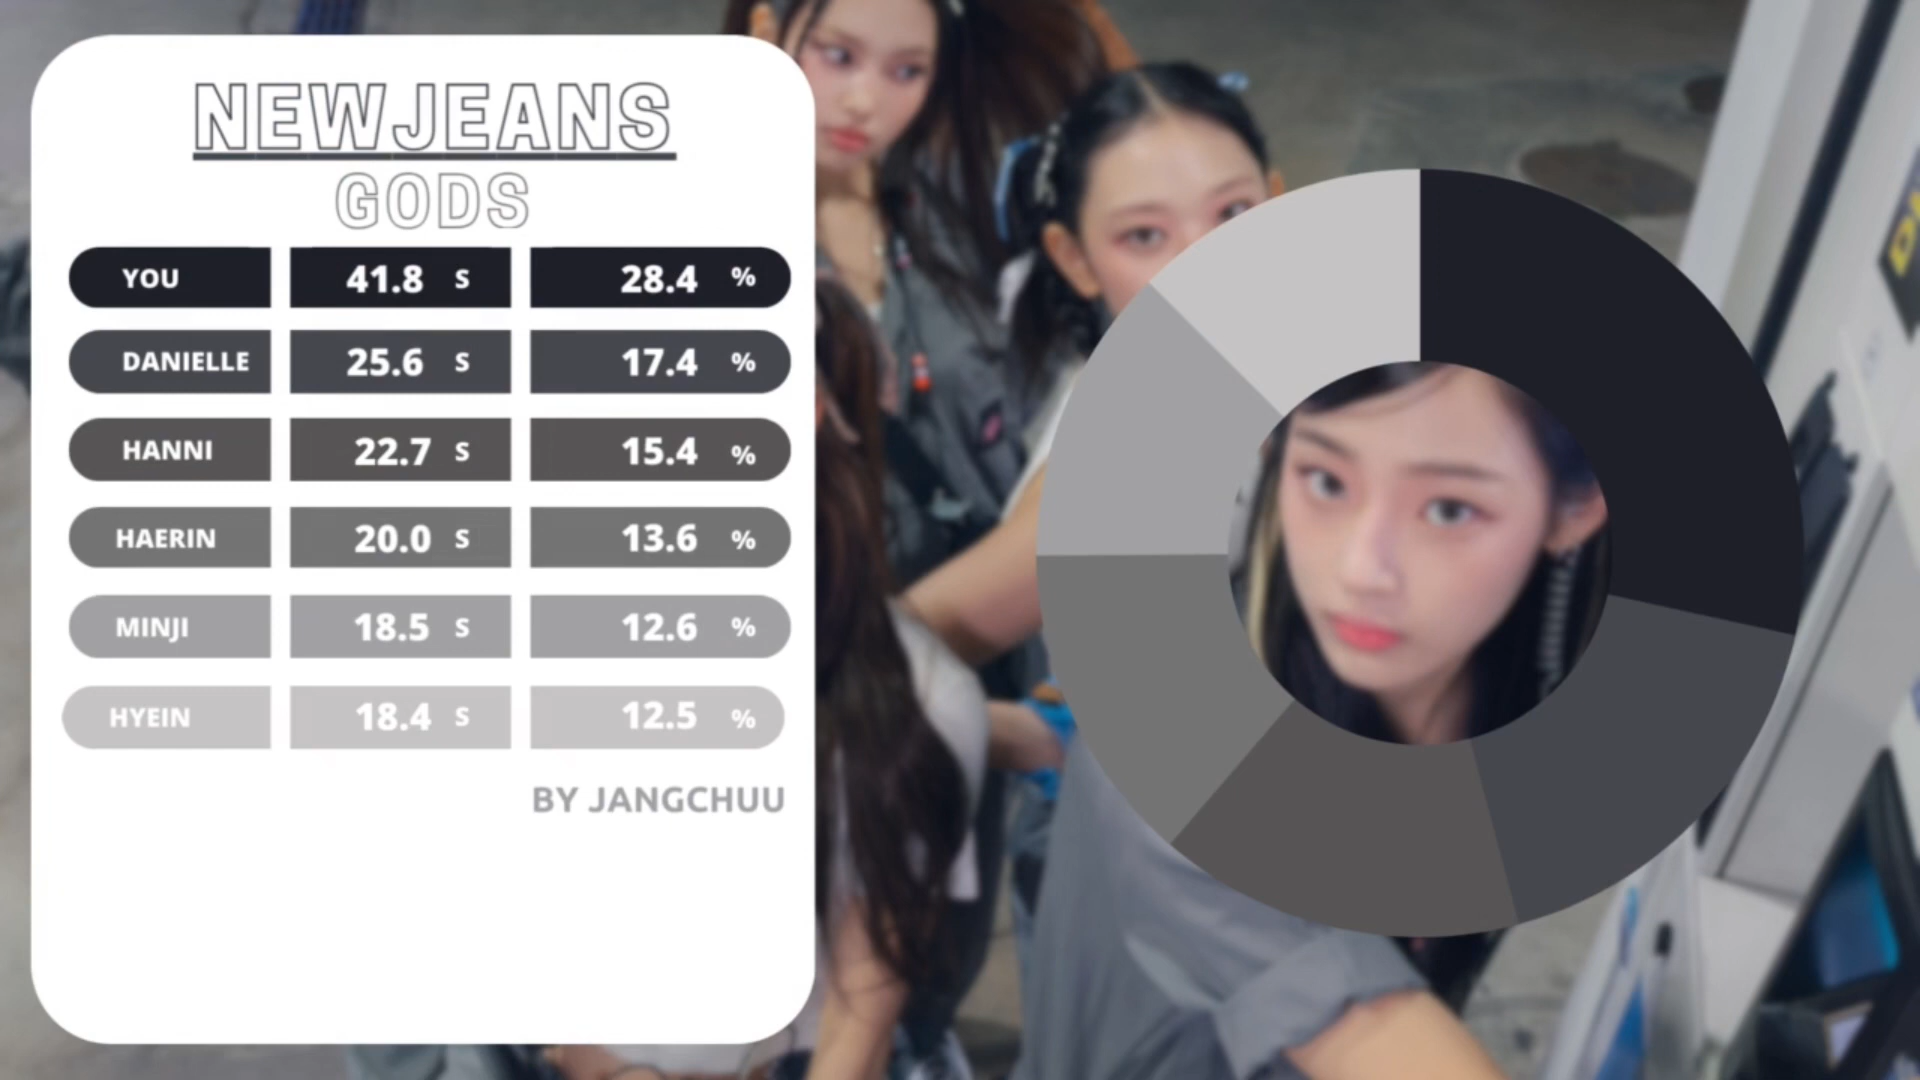 NEWJEANS
GODS
YOU 41.8 S 28.4 %
DANIELLE 25.6 S 17.4 %
HANNI 22.7 S 15.4 %
HAERIN 20.0 S 13.6 %
MINJI 18.5 S 12.6 %
HYEIN 18.4 S 12.5 %
BY JANGCHUU